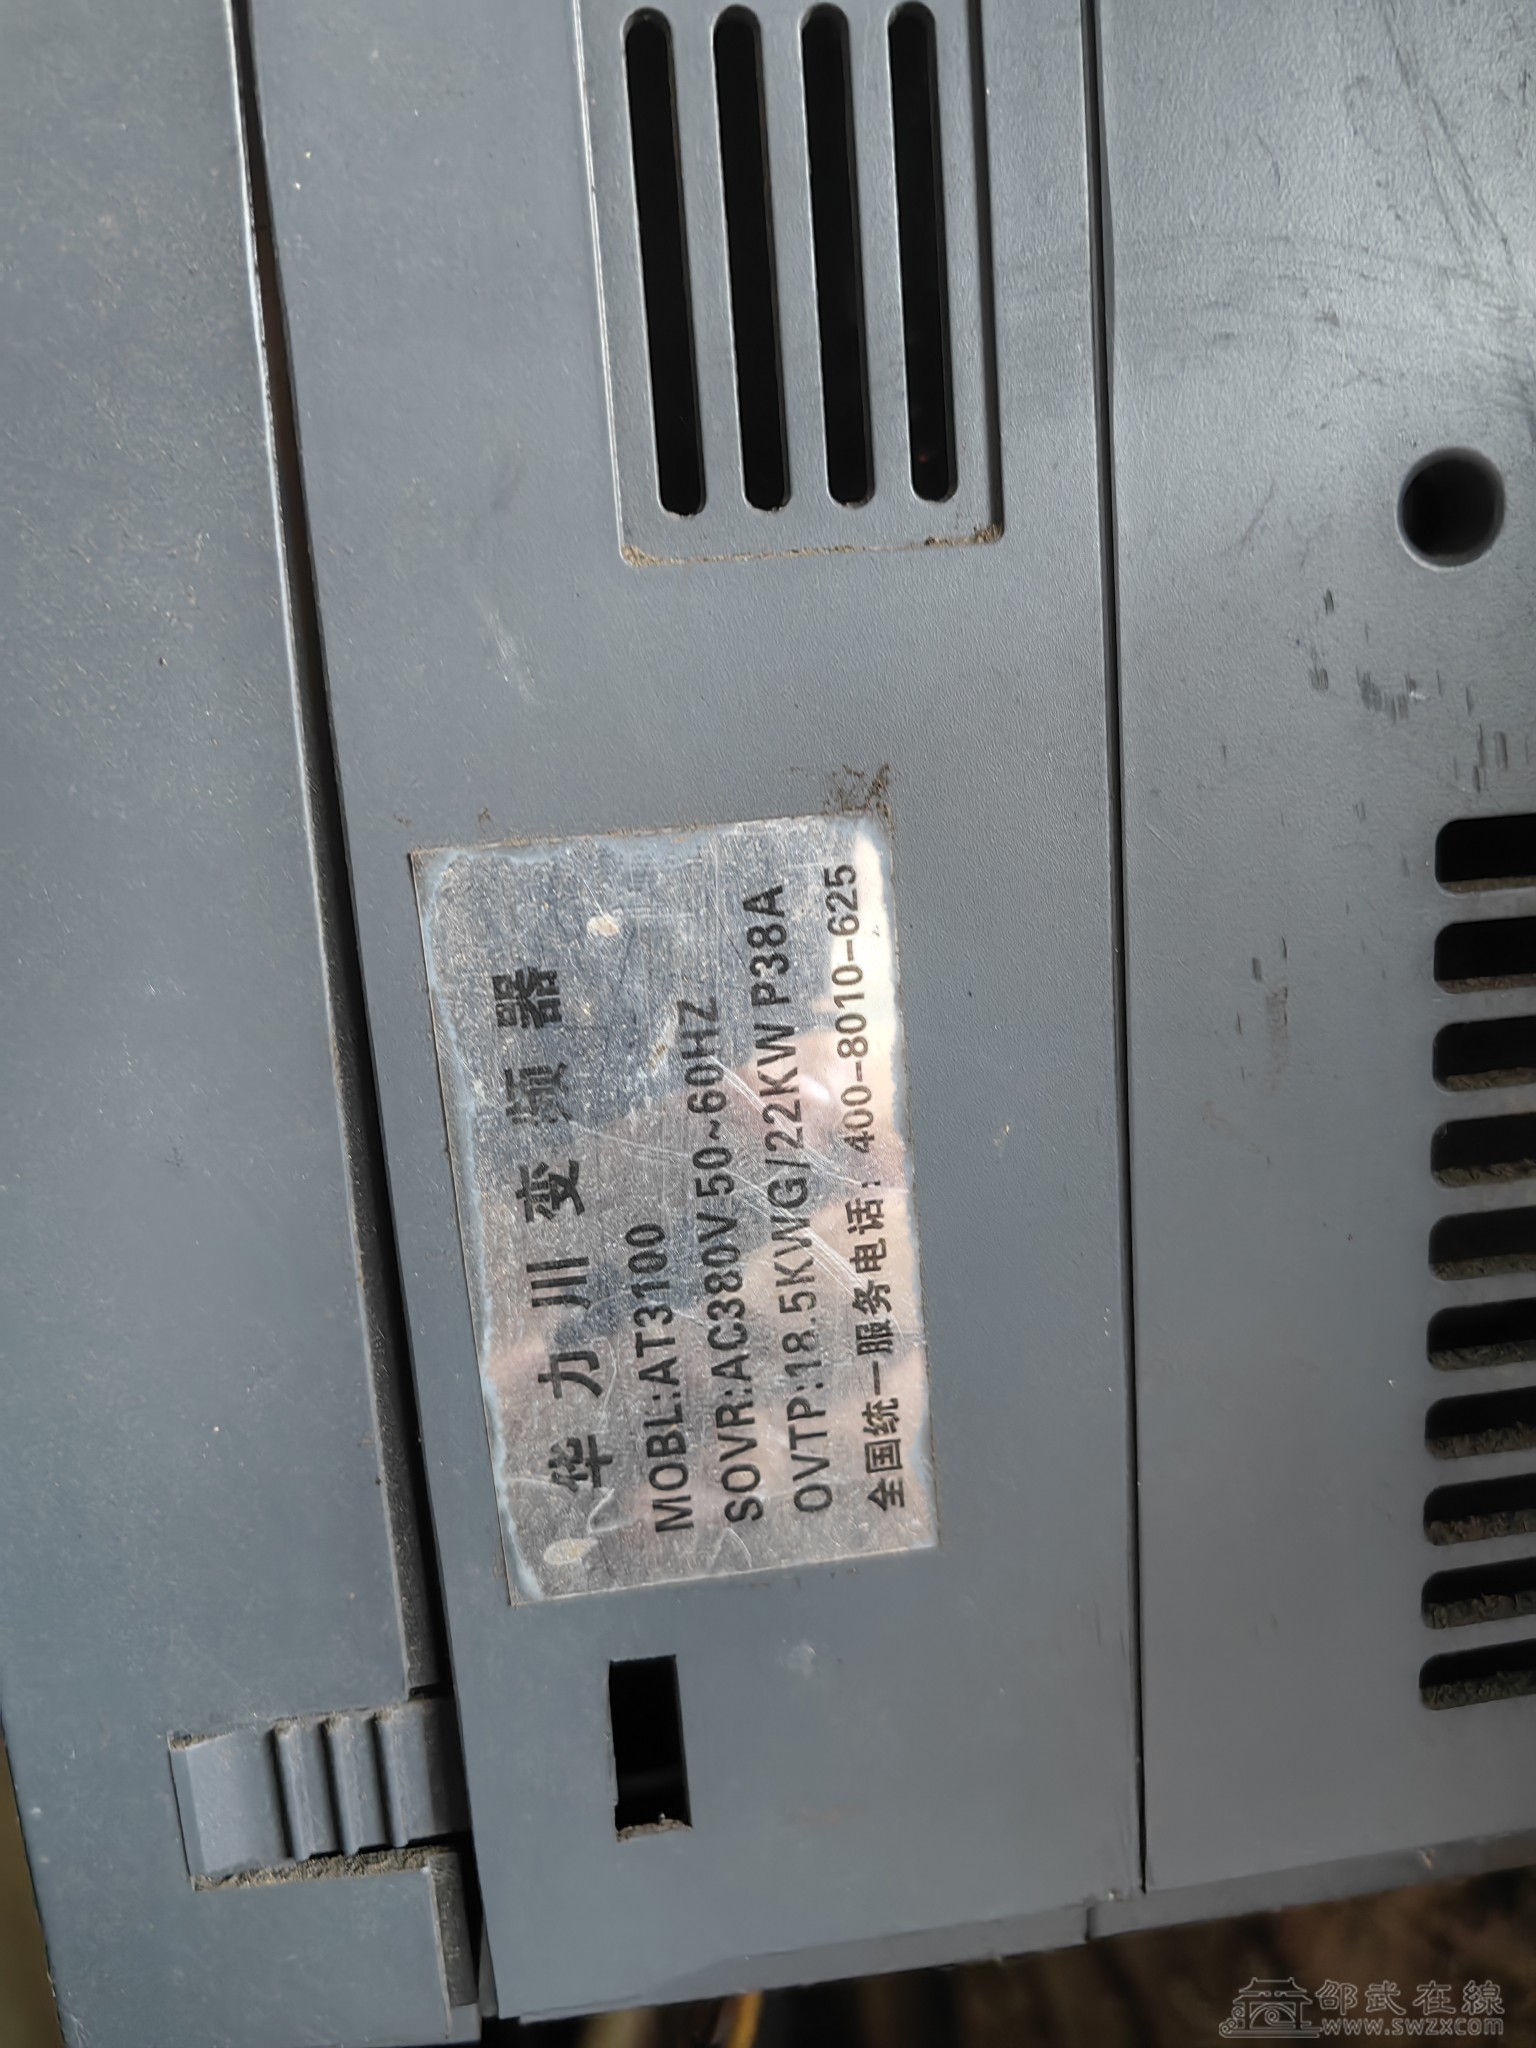 华力川变频器
MOBL:AT3100
SOVR:AC380V 50~60HZ
OVTP:18.5KWG/22KW P38A
全国统一服务电话：400-8010-625
邵武在線
www.swzx.com